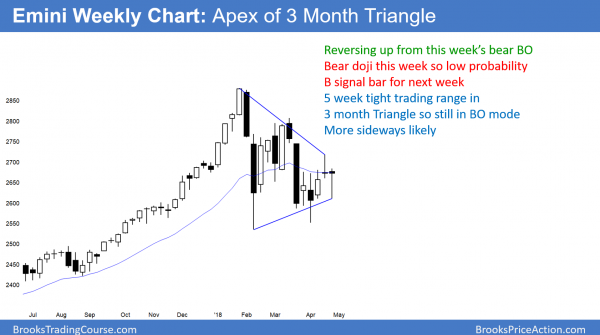 Emini Weekly Chart: Apex of 3 Month Triangle
Reversing up from this week's bear BO
Bear doji this week so low probability
B signal bar for next week
5 week tight trading range in
3 month Triangle so still in BO mode
More sideways likely
2850
2800
2750
2700
2650
2600
2550
2500
2450
2400
Jul Aug Sep Oct Nov Dec '18 Feb Mar Apr May
BrooksTradingCourse.com BrooksPriceAction.com